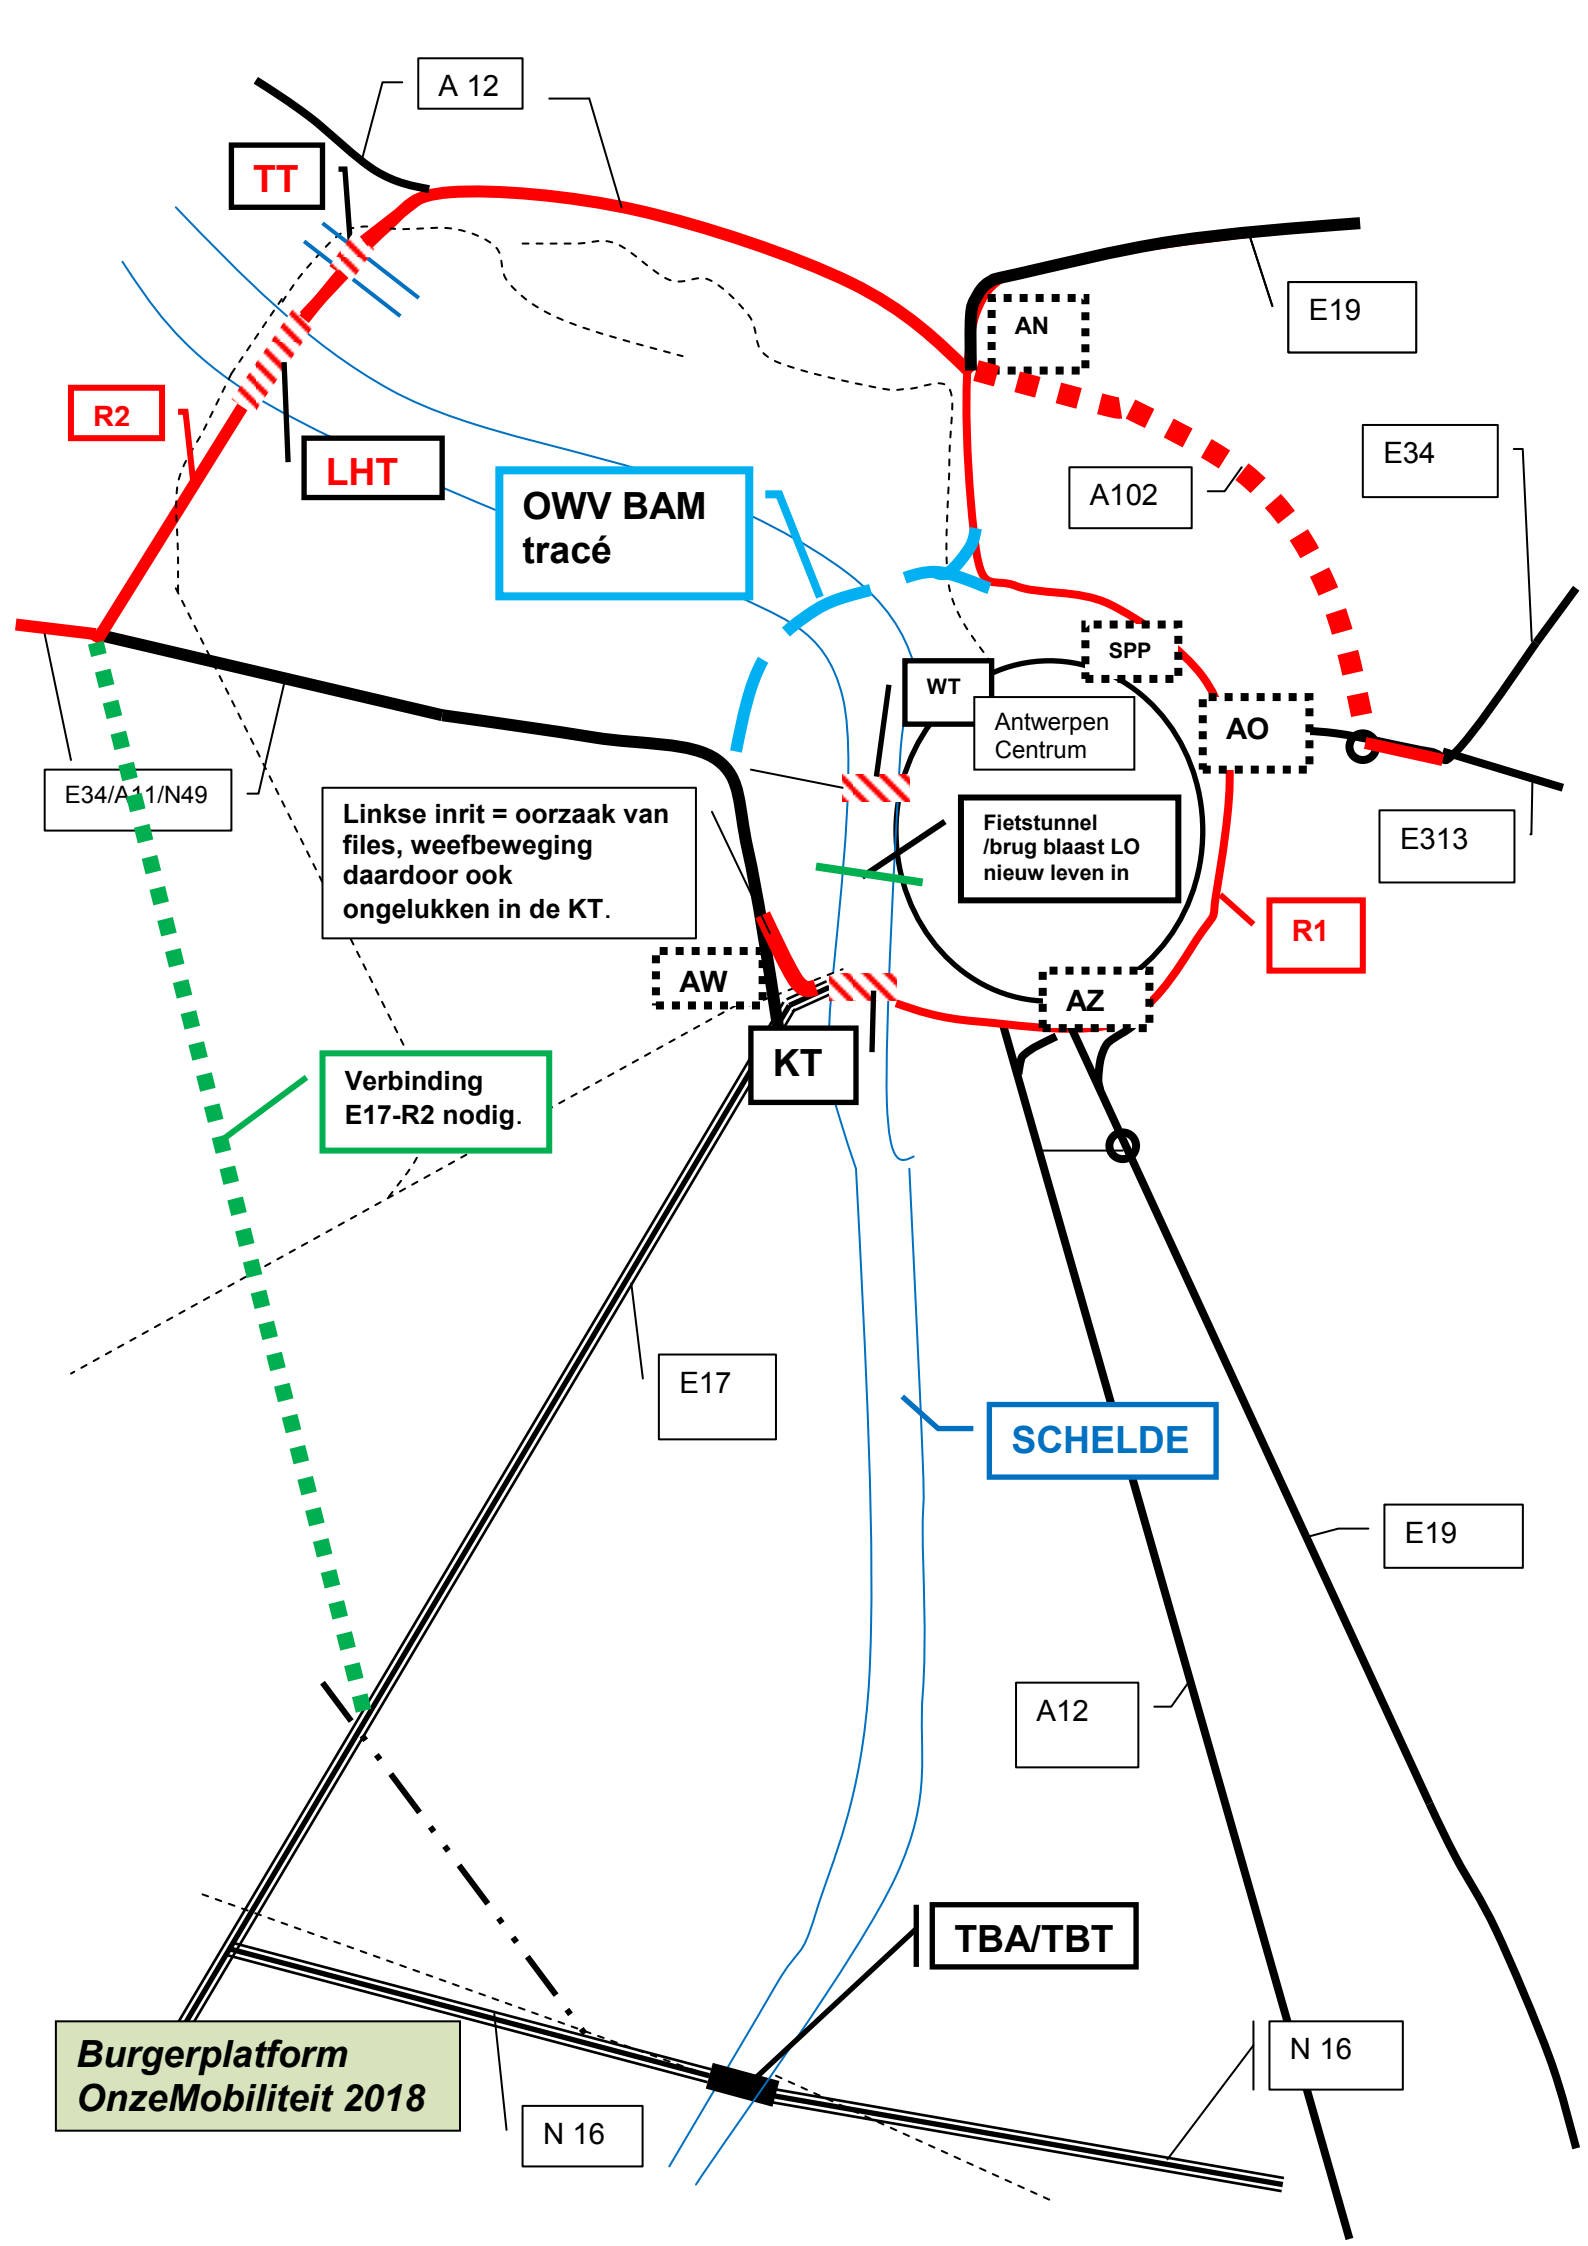 A 12
TT
E19
AN
R2
LHT
E34
A102
OWV BAM
tracé
SPP
WT
Antwerpen
Centrum
AO
E34/A11/N49
Linkse inrit = oorzaak van
files, weefbeweging
daardoor ook
ongelukken in de KT.
Fietstunnel
/brug blaast LO
nieuw leven in
E313
R1
AW
AZ
KT
Verbinding
E17-R2 nodig.
E17
SCHELDE
E19
A12
TBA/TBT
Burgerplatform
OnzeMobiliteit 2018
N 16
N 16